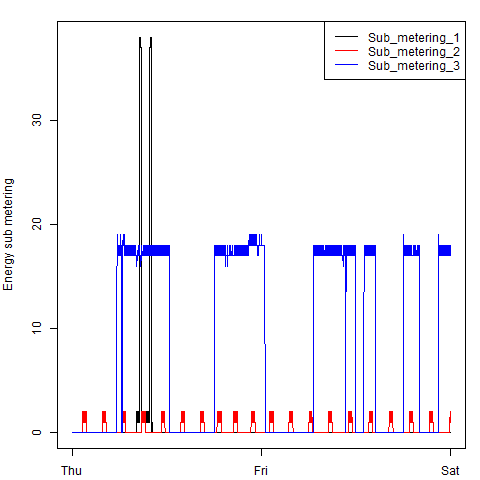 Sub_metering_1
Sub_metering_2
Sub_metering_3
Energy sub metering
30
20
10
0
Thu Fri Sat